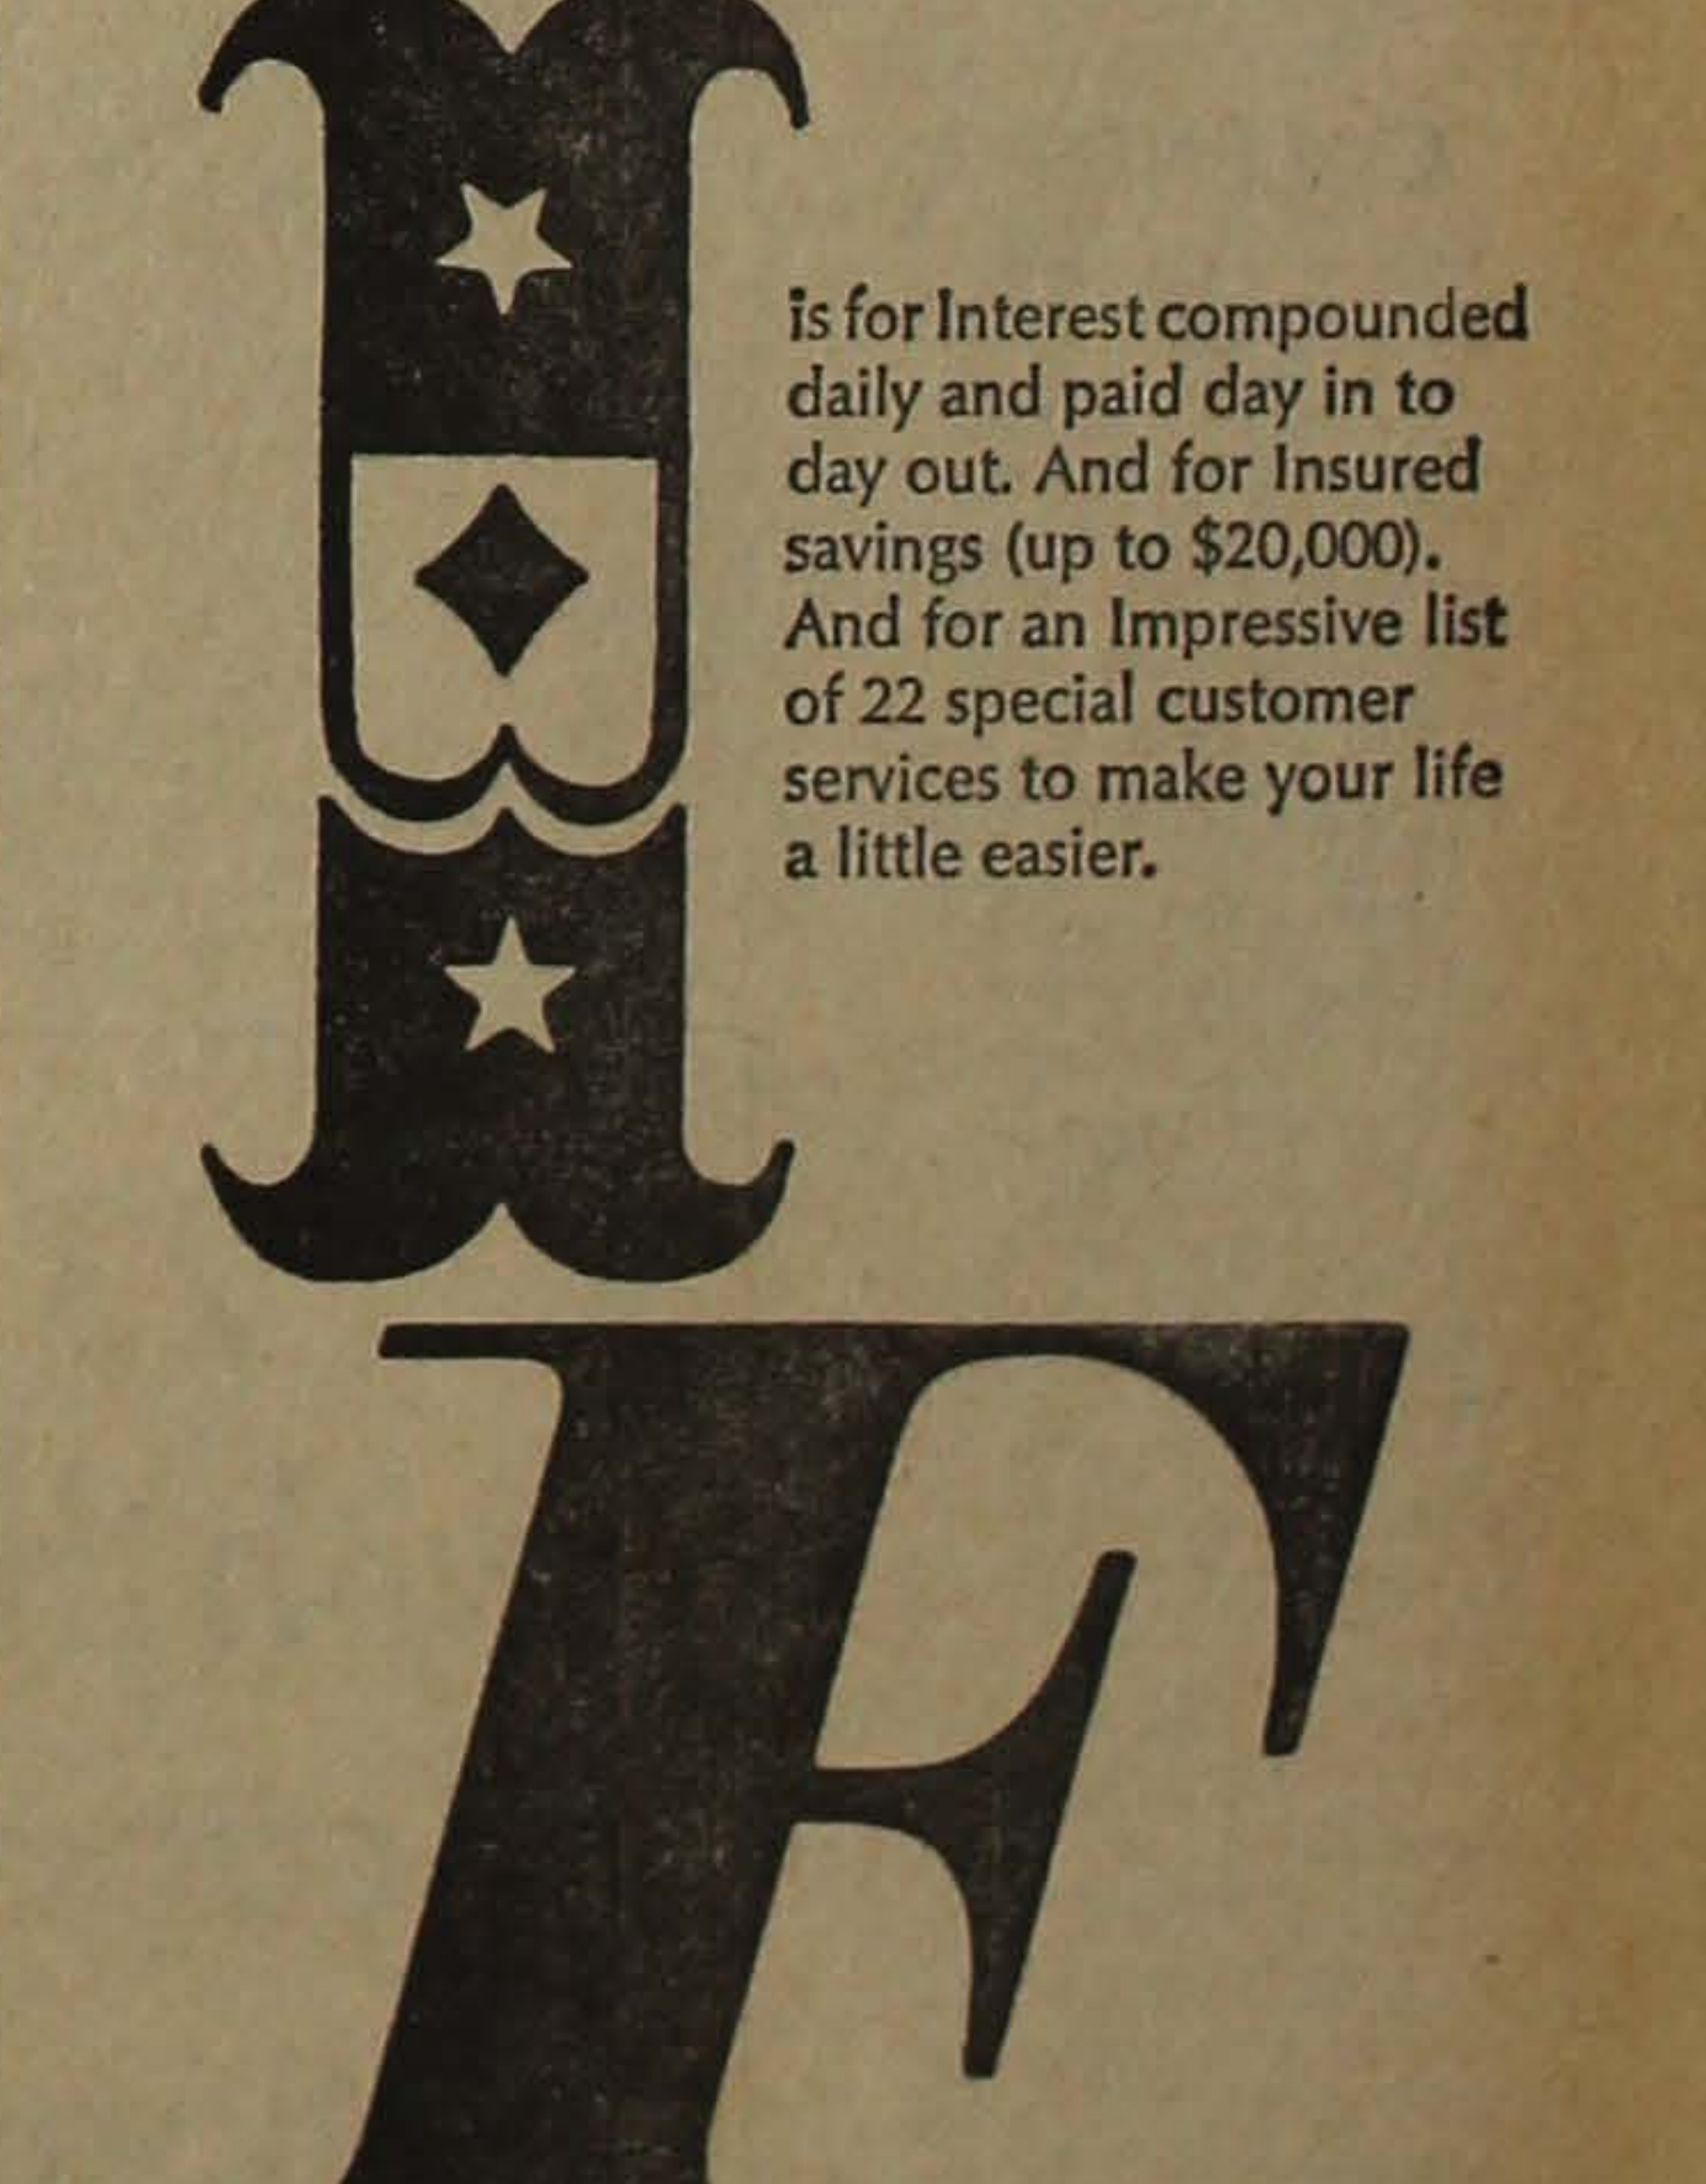 I
is for Interest compounded
daily and paid day in to
day out. And for Insured
savings (up to $20,000).
And for an Impressive list
of 22 special customer
services to make your life
a little easier.
F